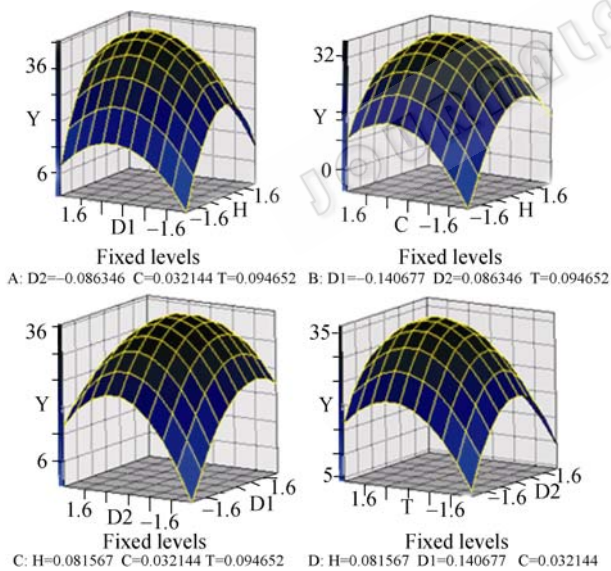 36
Y
6
1.6
D1
-1.6
-1.6
H
1.6
Fixed levels
A: D2=-0.086346 C=0.032144 T=0.094652
32
Y
0
1.6
C
-1.6
-1.6
H
1.6
Fixed levels
B: D1=-0.140677 D2=0.086346 T=0.094652
36
Y
6
1.6
D2
-1.6
-1.6
D1
1.6
Fixed levels
C: H=0.081567 C=0.032144 T=0.094652
35
Y
5
1.6
T
-1.6
-1.6
D2
1.6
Fixed levels
D: H=0.081567 D1=0.140677 C=0.032144